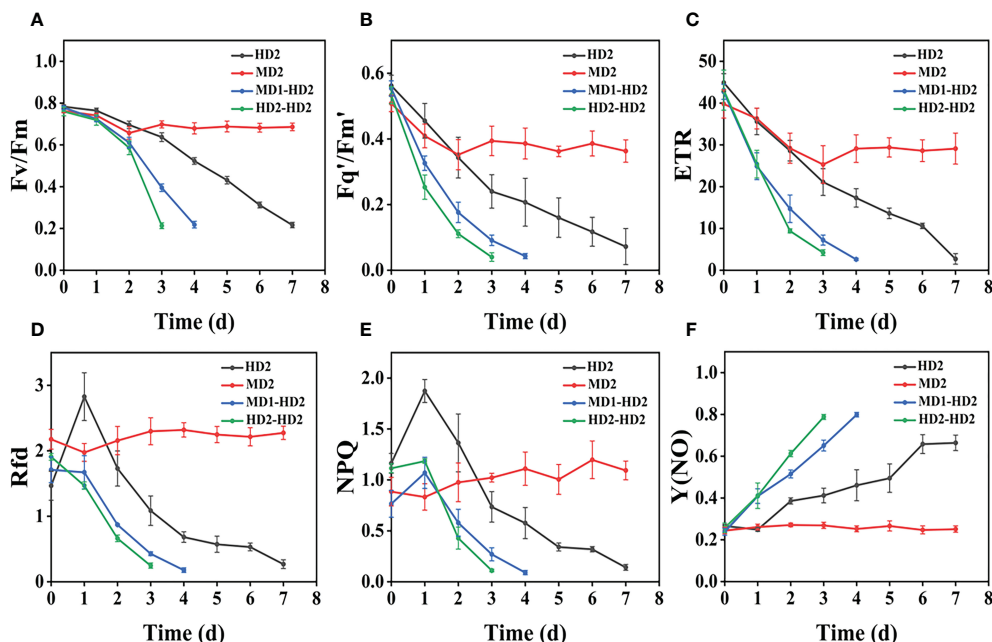 A
Fv/Fm
1.0
0.8
0.6
0.4
0.2
0.0
HD2
MD2
MD1-HD2
HD2-HD2
0 1 2 3 4 5 6 7 8
Time (d)
B
Fq'/Fm'
0.6
0.4
0.2
0.0
HD2
MD2
MD1-HD2
HD2-HD2
0 1 2 3 4 5 6 7 8
Time (d)
C
ETR
50
40
30
20
10
0
HD2
MD2
MD1-HD2
HD2-HD2
0 1 2 3 4 5 6 7 8
Time (d)
D
Rfd
3
2
1
0
HD2
MD2
MD1-HD2
HD2-HD2
0 1 2 3 4 5 6 7 8
Time (d)
E
NPQ
2.0
1.5
1.0
0.5
0.0
HD2
MD2
MD1-HD2
HD2-HD2
0 1 2 3 4 5 6 7 8
Time (d)
F
Y(NO)
1.0
0.8
0.6
0.4
0.2
0.0
HD2
MD2
MD1-HD2
HD2-HD2
0 1 2 3 4 5 6 7 8
Time (d)